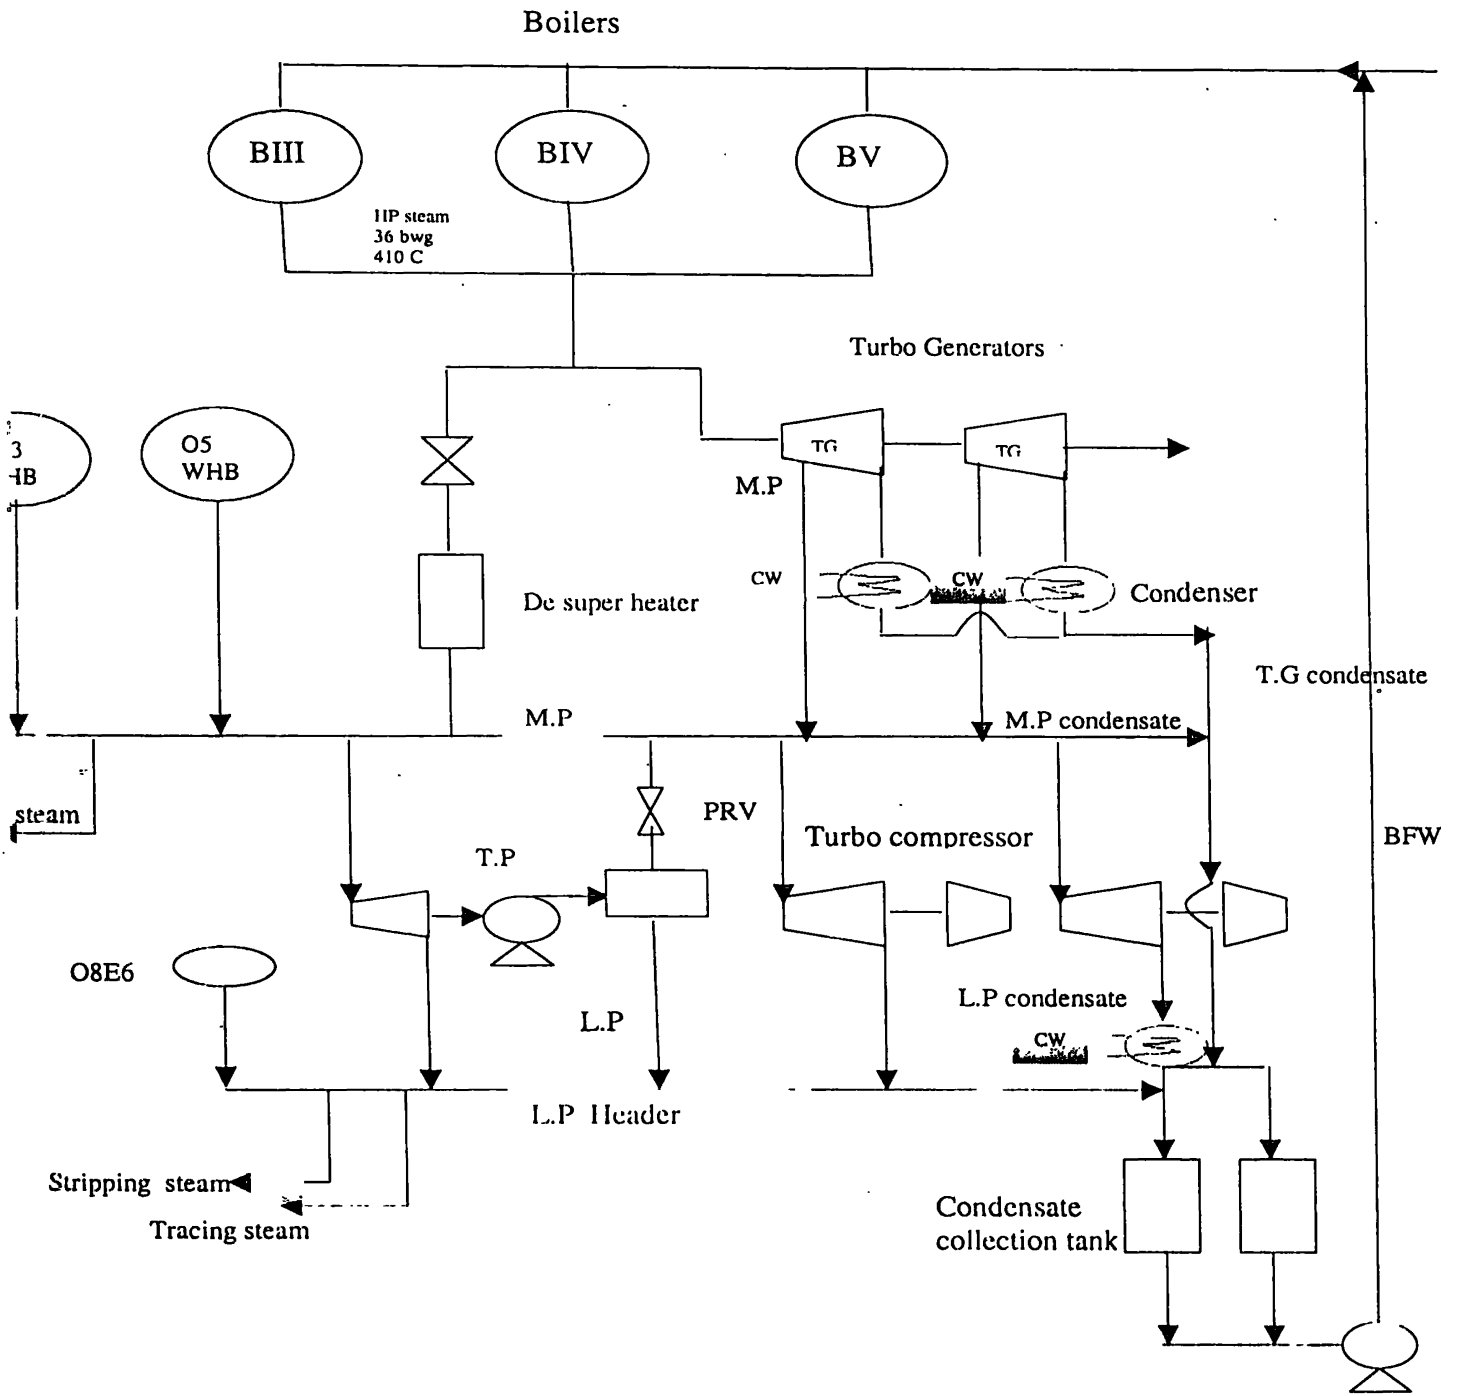 Boilers
BIII
BIV
BV
HP steam
36 bwg
410 C
Turbo Generators
3
HB
O5
WHB
TG
TG
M.P
CW
CW
De super heater
Condenser
T.G condensate
M.P
M.P condensate
steam
PRV
T.P
Turbo compressor
BFW
O8E6
L.P
L.P condensate
CW
L.P Header
Stripping steam
Tracing steam
Condensate
collection tank